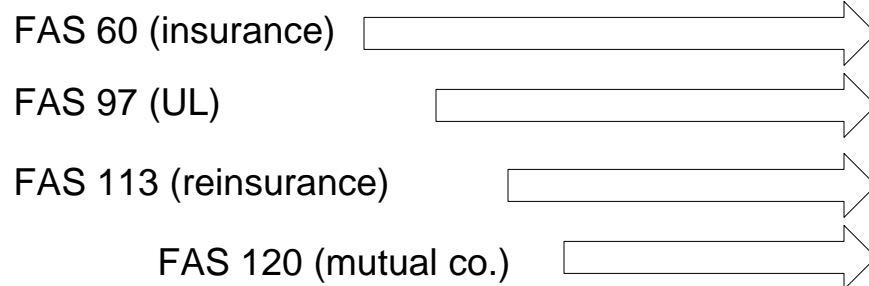 FAS 60 (insurance)
FAS 97 (UL)
FAS 113 (reinsurance)
FAS 120 (mutual co.)